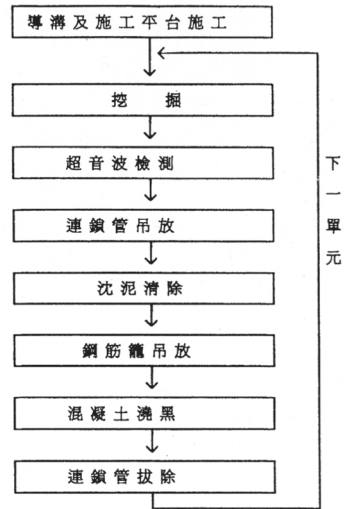 導溝及施工平台施工
挖掘
超音波檢測
連鎖管吊放
沈泥清除
鋼筋籠吊放
混凝土澆黑
連鎖管拔除
下一單元